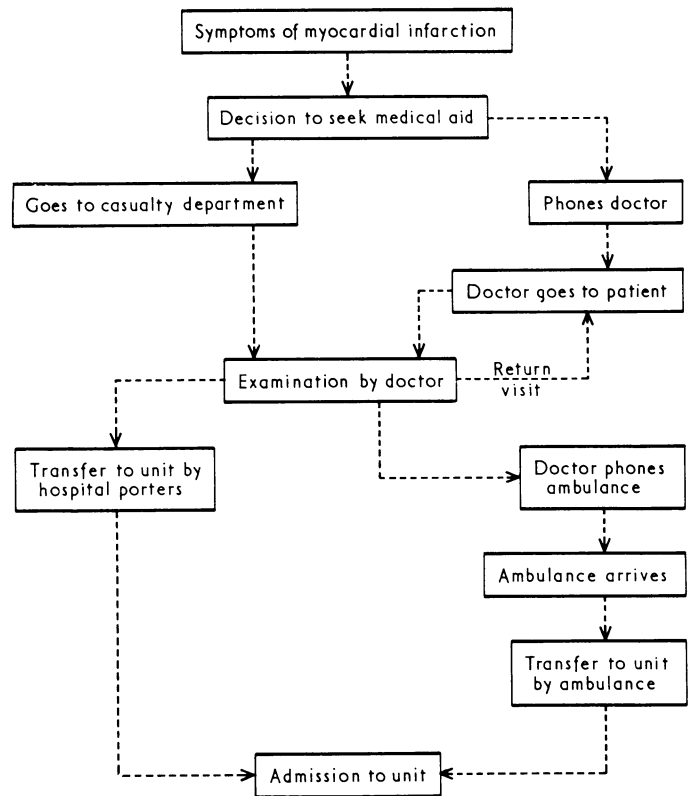 Symptoms of myocardial infarction
Decision to seek medical aid
Goes to casualty department
Phones doctor
Doctor goes to patient
Examination by doctor
Return
visit
Transfer to unit by
hospital porters
Doctor phones
ambulance
Ambulance arrives
Transfer to unit
by ambulance
Admission to unit